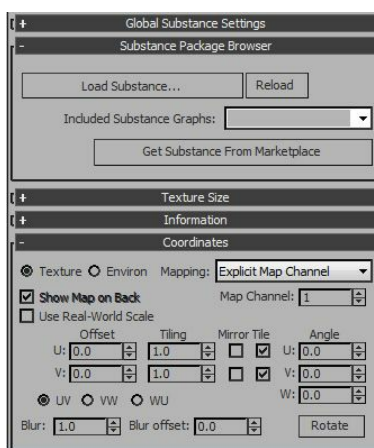 + Global Substance Settings
- Substance Package Browser
Load Substance... Reload
Included Substance Graphs:
Get Substance From Marketplace
+ Texture Size
+ Information
- Coordinates
Texture Environ Mapping: Explicit Map Channel
Show Map on Back Map Channel: 1
Use Real-World Scale
Offset Tiling Mirror Tile Angle
U: 0.0 1.0 U: 0.0
V: 0.0 1.0 V: 0.0
UV VW WU W: 0.0
Blur: 1.0 Blur offset: 0.0 Rotate